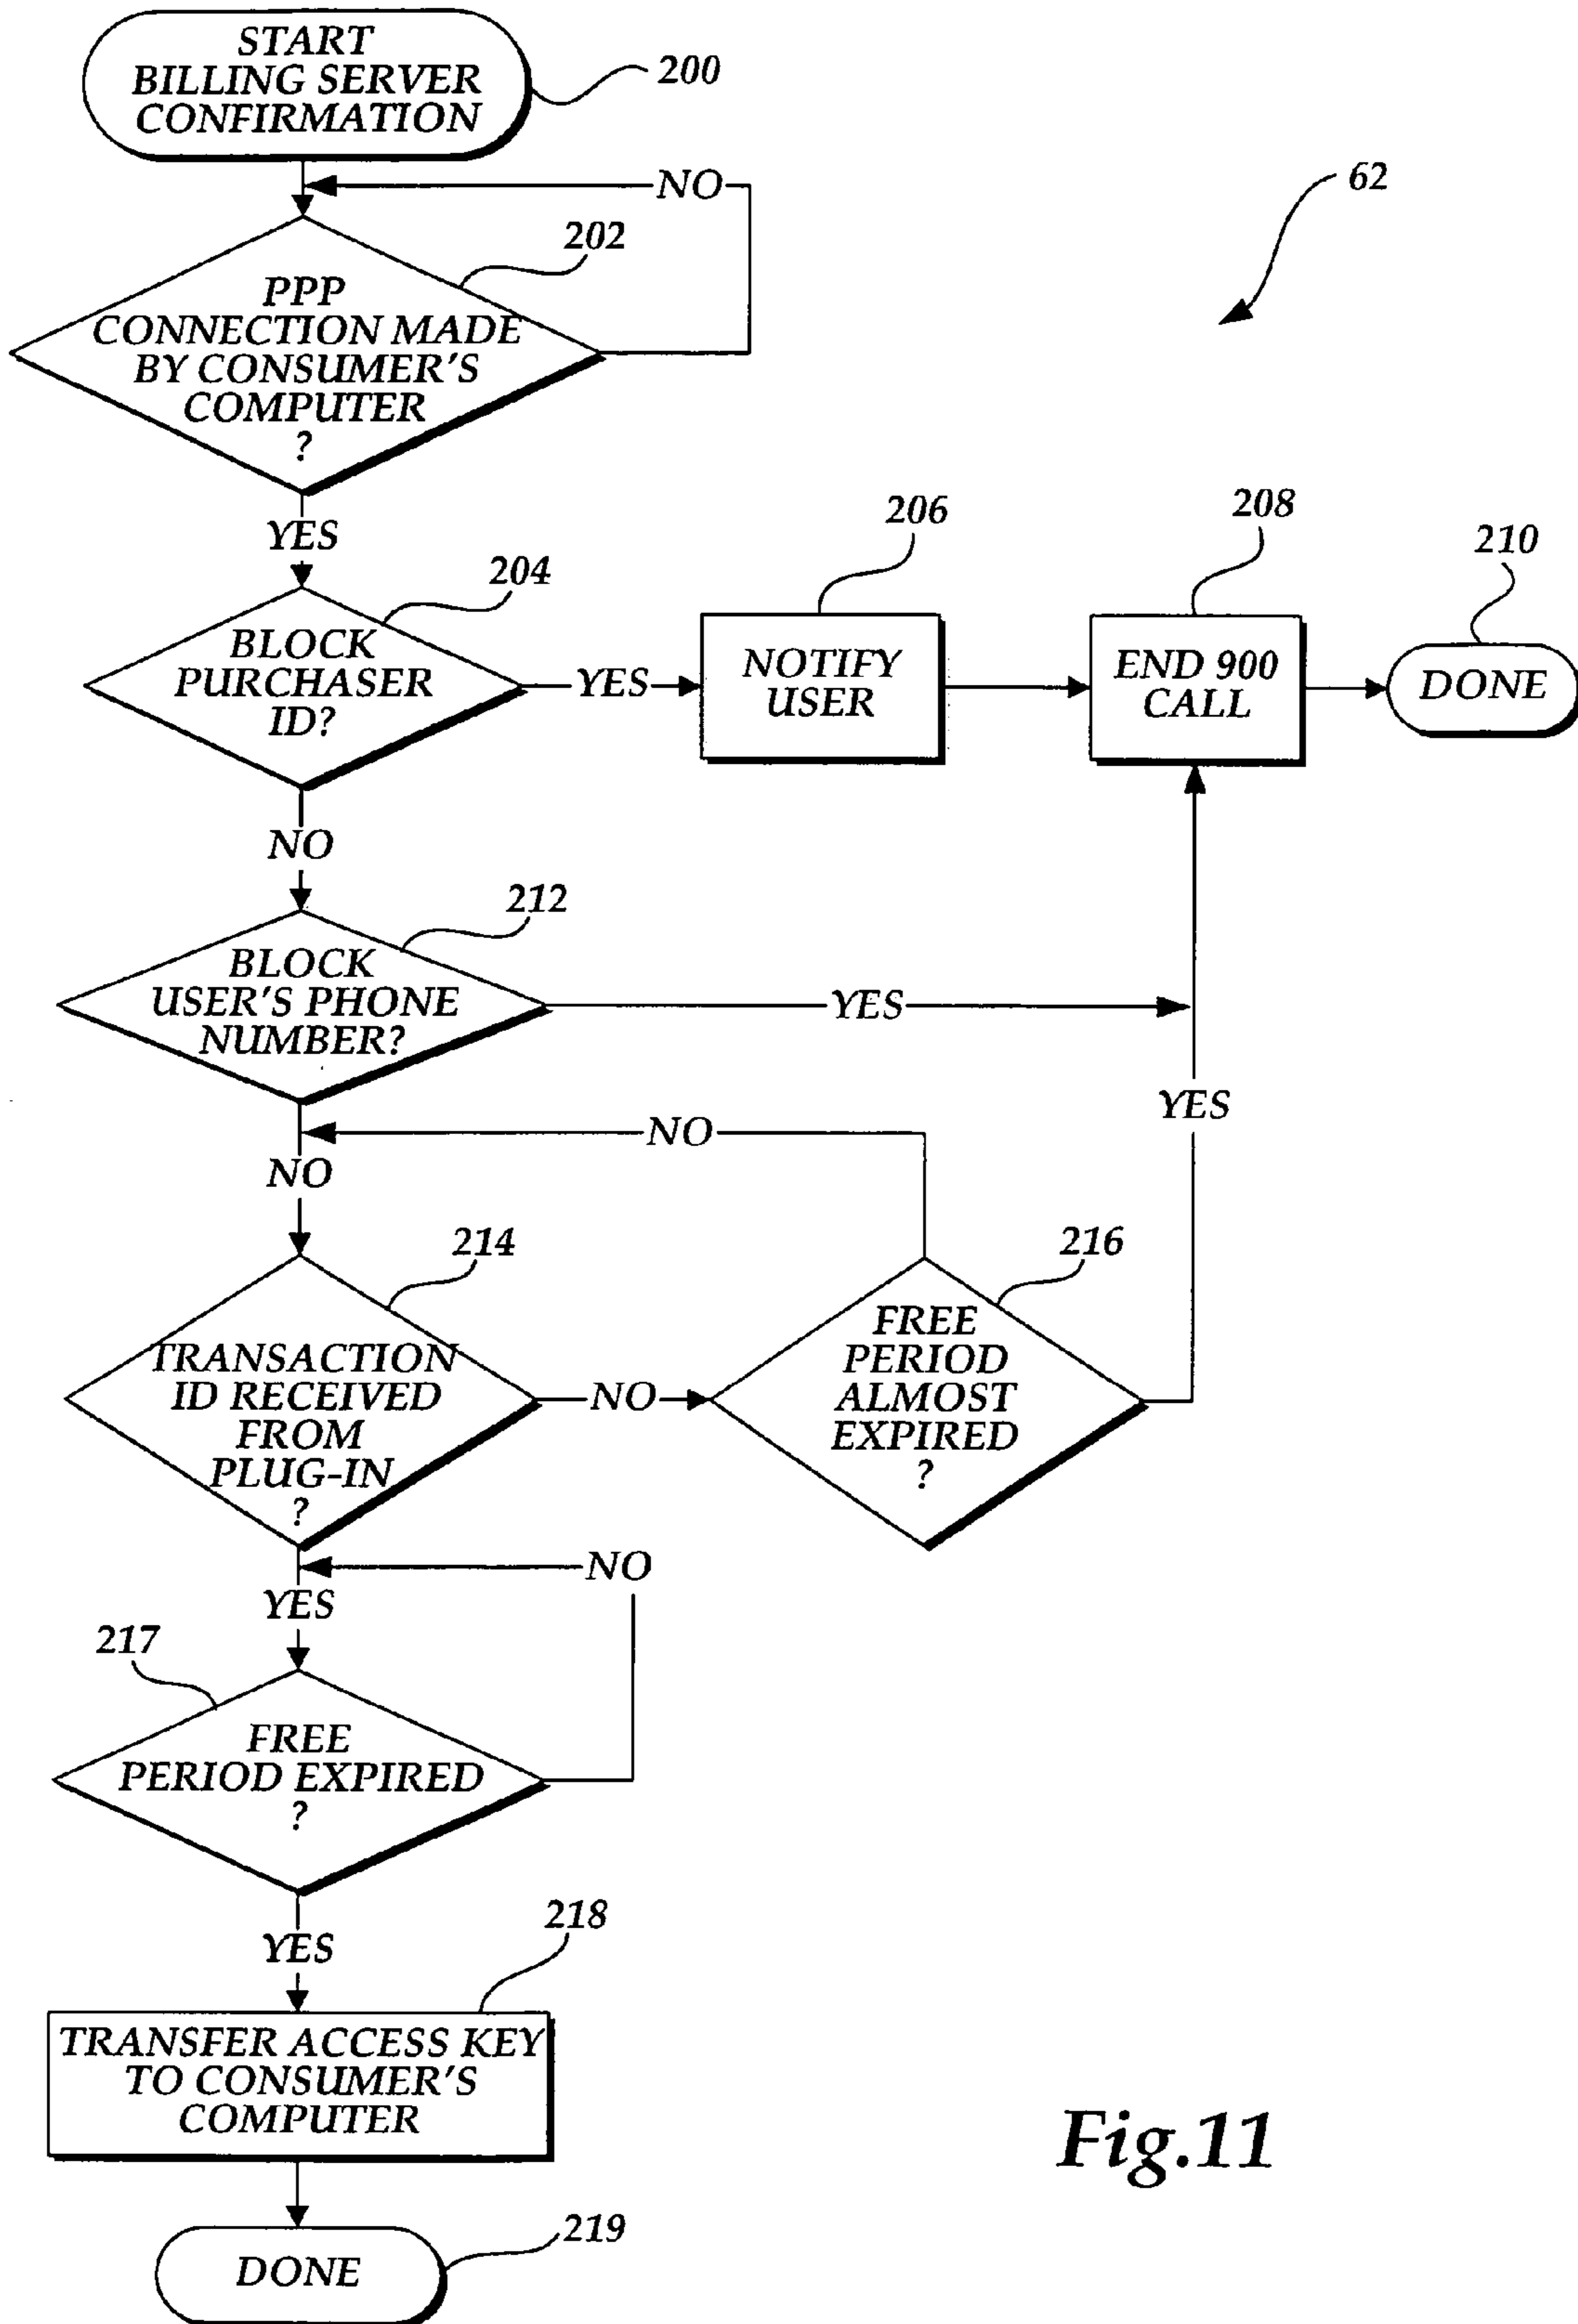 START
BILLING SERVER
CONFIRMATION
200
NO
62
202
PPP
CONNECTION MADE
BY CONSUMER'S
COMPUTER
?
YES
204
BLOCK
PURCHASER
ID?
YES
206
NOTIFY
USER
208
END 900
CALL
210
DONE
NO
212
BLOCK
USER'S PHONE
NUMBER?
YES
YES
NO
NO
214
TRANSACTION
ID RECEIVED
FROM
PLUG-IN
?
NO
216
FREE
PERIOD
ALMOST
EXPIRED
?
NO
YES
217
FREE
PERIOD EXPIRED
?
YES
218
TRANSFER ACCESS KEY
TO CONSUMER'S
COMPUTER
219
DONE
Fig.11